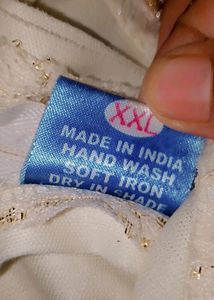 XXL
MADE IN INDIA
HAND WASH
SOFT IRON
DRY IN SHADE